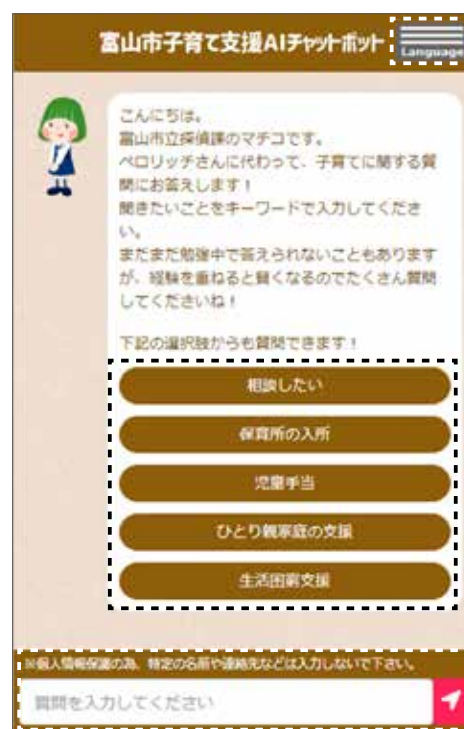 富山市子育て支援AIチャットボット
Language
こんにちは。
富山市立探偵課のマチコです。
ペロリッチさんに代わって、子育てに関する質
問にお答えします！
聞きたいことをキーワードで入力してくださ
い。
まだまだ勉強中で答えられないこともあります
が、経験を重ねると賢くなるのでたくさん質問
してくださいね！
下記の選択肢からも質問できます！
相談したい
保育所の入所
児童手当
ひとり親家庭の支援
生活困窮支援
※個人情報保護の為、特定の名前や連絡先などは入力しないで下さい。
質問を入力してください